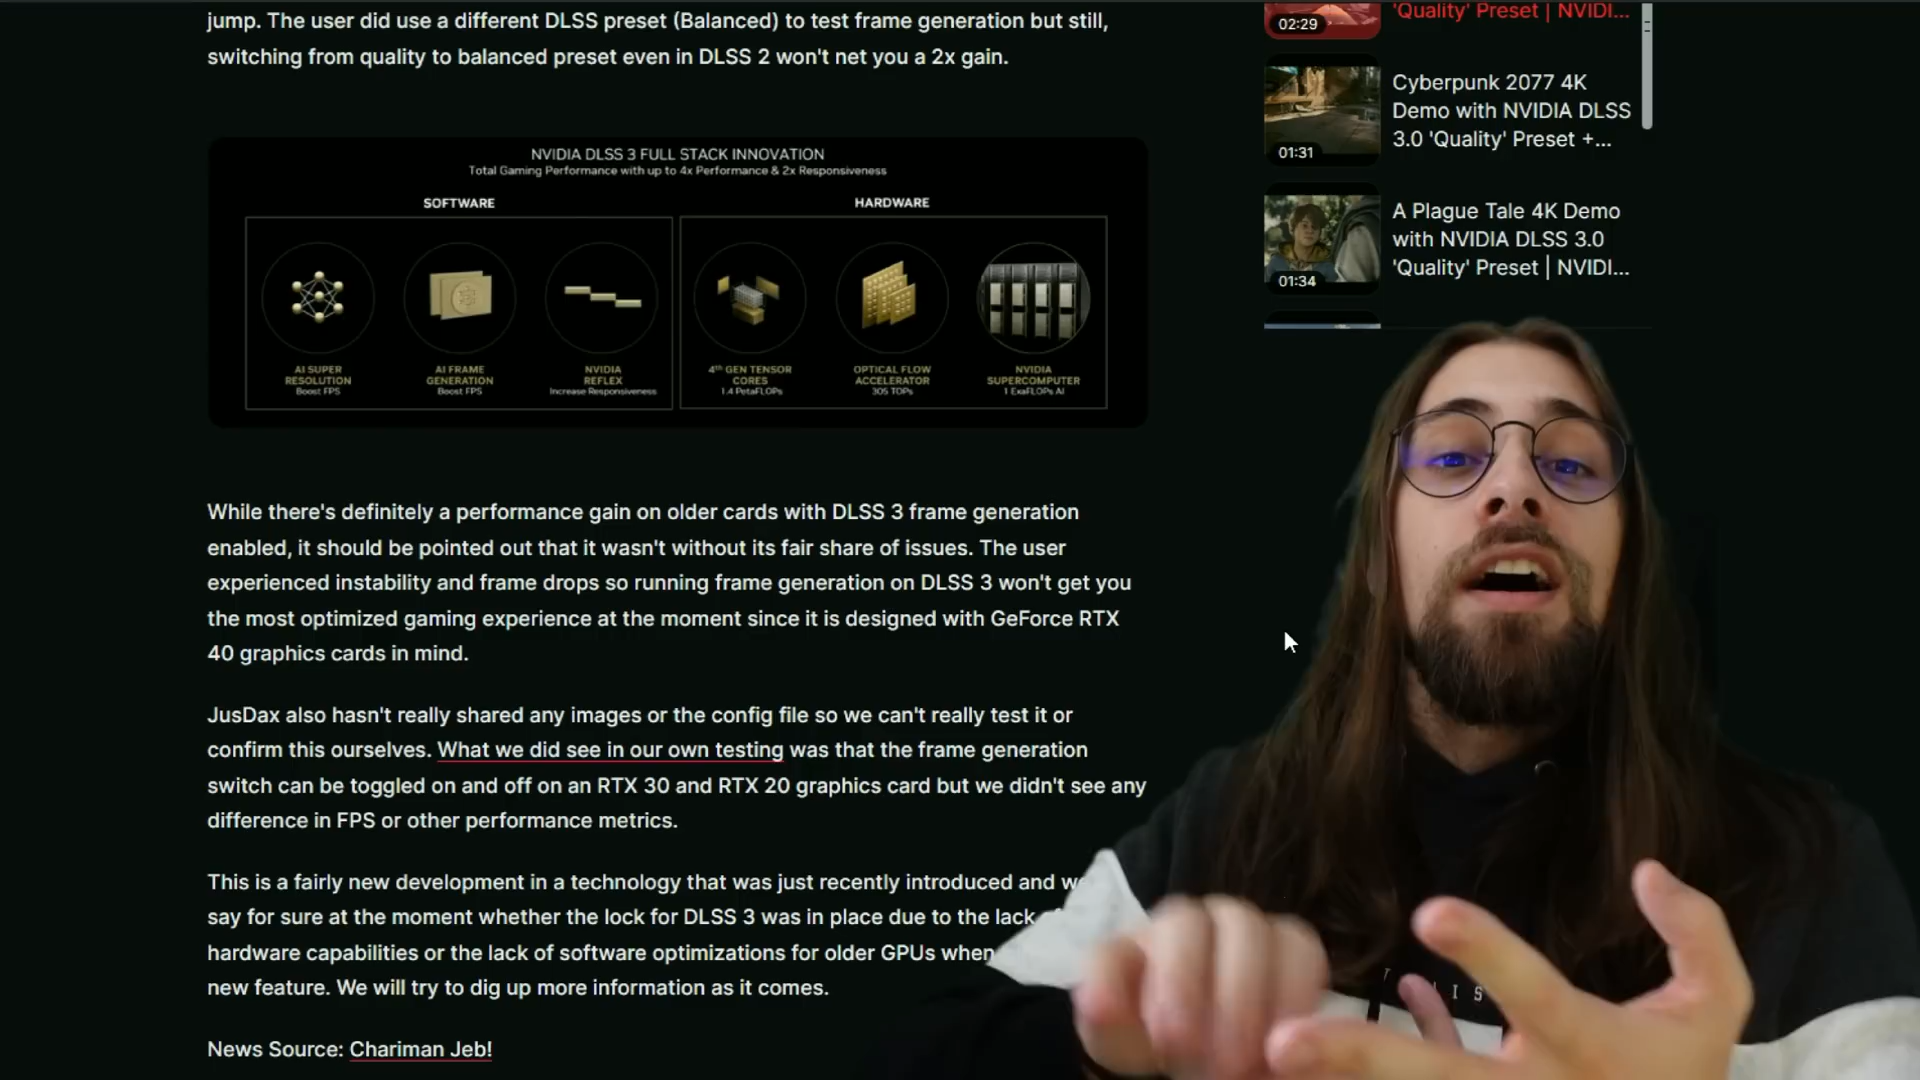 jump. The user did use a different DLSS preset (Balanced) to test frame generation but still,
switching from quality to balanced preset even in DLSS 2 won't net you a 2x gain.
NVIDIA DLSS 3 FULL STACK INNOVATION
Total Gaming Performance with up to 4x Performance & 2x Responsiveness
SOFTWARE
HARDWARE
AI SUPER
RESOLUTION
Boost FPS
AI FRAME
GENERATION
Boost FPS
NVIDIA
REFLEX
Increase Responsiveness
4th GEN TENSOR
CORES
1.4 PetaFLOPs
OPTICAL FLOW
ACCELERATOR
305 TOPs
NVIDIA
SUPERCOMPUTER
1 ExaFLOPs AI
While there's definitely a performance gain on older cards with DLSS 3 frame generation
enabled, it should be pointed out that it wasn't without its fair share of issues. The user
experienced instability and frame drops so running frame generation on DLSS 3 won't get you
the most optimized gaming experience at the moment since it is designed with GeForce RTX
40 graphics cards in mind.
JusDax also hasn't really shared any images or the config file so we can't really test it or
confirm this ourselves. What we did see in our own testing was that the frame generation
switch can be toggled on and off on an RTX 30 and RTX 20 graphics card but we didn't see any
difference in FPS or other performance metrics.
This is a fairly new development in a technology that was just recently introduced and
say for sure at the moment whether the lock for DLSS 3 was in place due to the lack
hardware capabilities or the lack of software optimizations for older GPUs when
new feature. We will try to dig up more information as it comes.
News Source: Chariman Jeb!
02:29
'Quality' Preset | NVIDI...
01:31
Cyberpunk 2077 4K
Demo with NVIDIA DLSS
3.0 'Quality' Preset +...
01:34
A Plague Tale 4K Demo
with NVIDIA DLSS 3.0
'Quality' Preset | NVIDI...